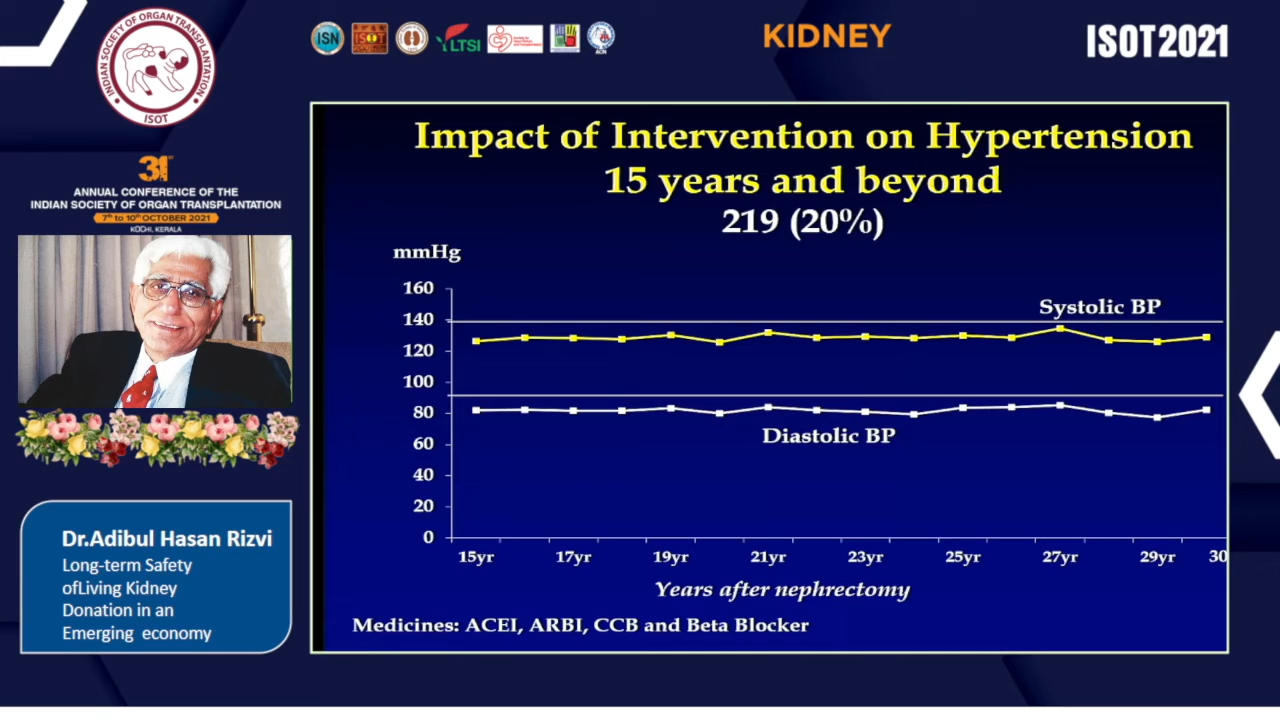 INDIAN SOCIETY OF ORGAN TRANSPLANTATION
ISOT
ISN
ISOT
LTSI
KIDNEY
ISOT2021
31st
ANNUAL CONFERENCE OF THE
INDIAN SOCIETY OF ORGAN TRANSPLANTATION
7th to 10th OCTOBER 2021
KOCHI, KERALA
Dr.Adibul Hasan Rizvi
Long-term Safety
ofLiving Kidney
Donation in an
Emerging economy
Impact of Intervention on Hypertension
15 years and beyond
219 (20%)
mmHg
160
140
120
100
80
60
40
20
0
Systolic BP
Diastolic BP
15yr 17yr 19yr 21yr 23yr 25yr 27yr 29yr 30
Years after nephrectomy
Medicines: ACEI, ARBI, CCB and Beta Blocker